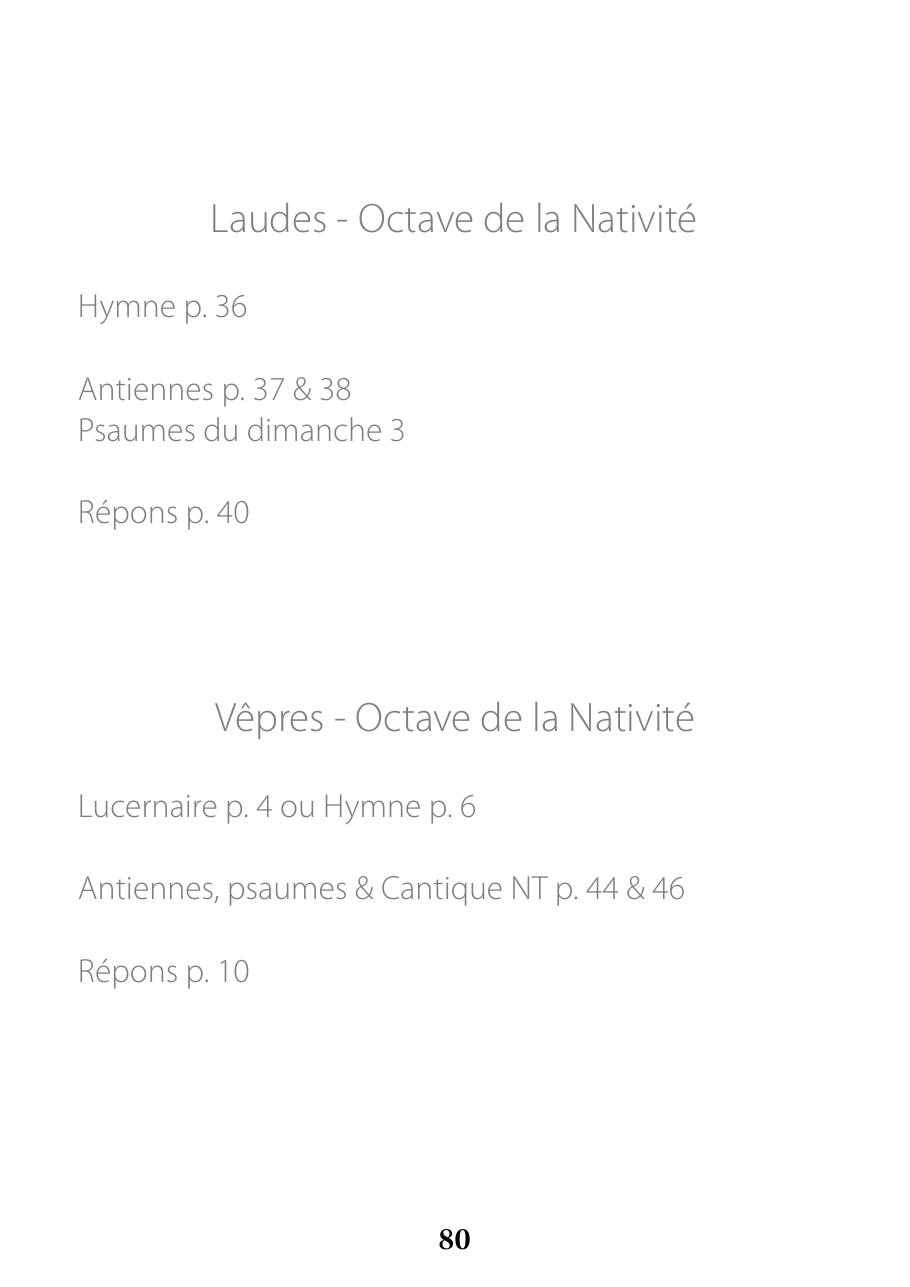 Laudes - Octave de la Nativité
Hymne p. 36
Antiennes p. 37 & 38
Psaumes du dimanche 3
Répons p. 40
Vêpres - Octave de la Nativité
Lucernaire p. 4 ou Hymne p. 6
Antiennes, psaumes & Cantique NT p. 44 & 46
Répons p. 10
80